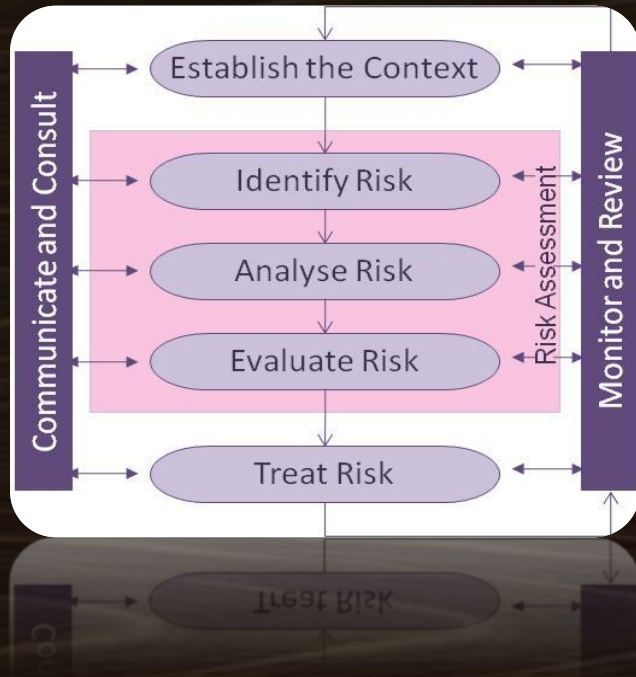 Establish the Context
Communicate and Consult
Identify Risk
Analyse Risk
Evaluate Risk
Risk Assessment
Monitor and Review
Treat Risk
Treat Risk
Cou